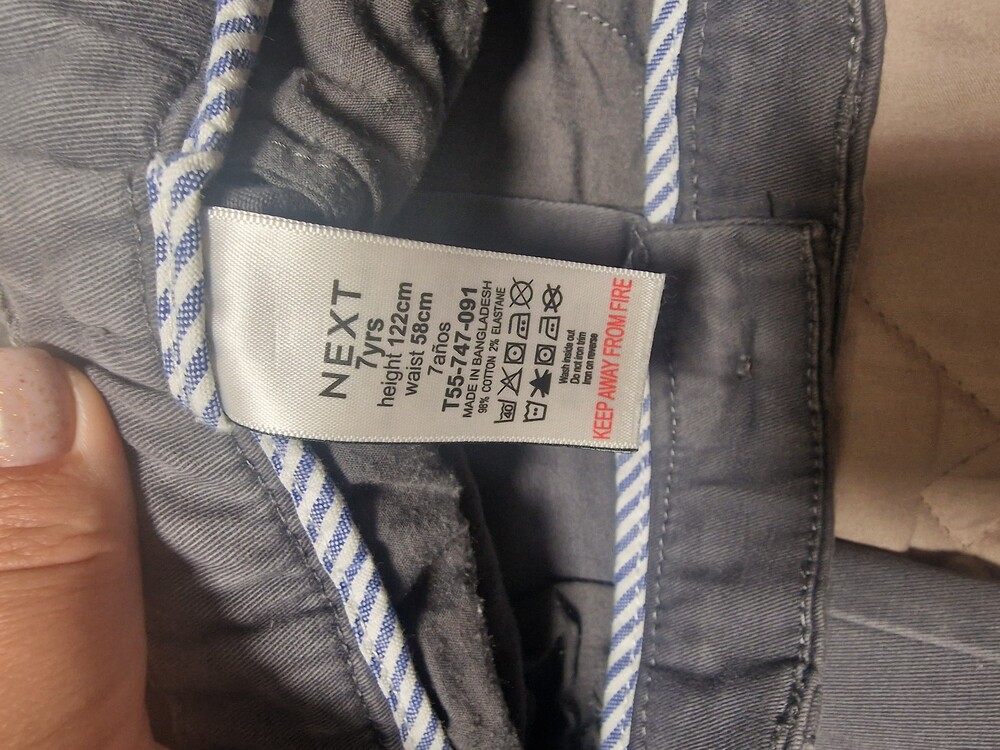 NEXT
7yrs
height 122cm
waist 58cm
7años
T55-747-091
MADE IN BANGLADESH
98% COTTON 2% ELASTANE
40
Wash inside out
Do not iron trim
Iron on reverse
KEEP AWAY FROM FIRE